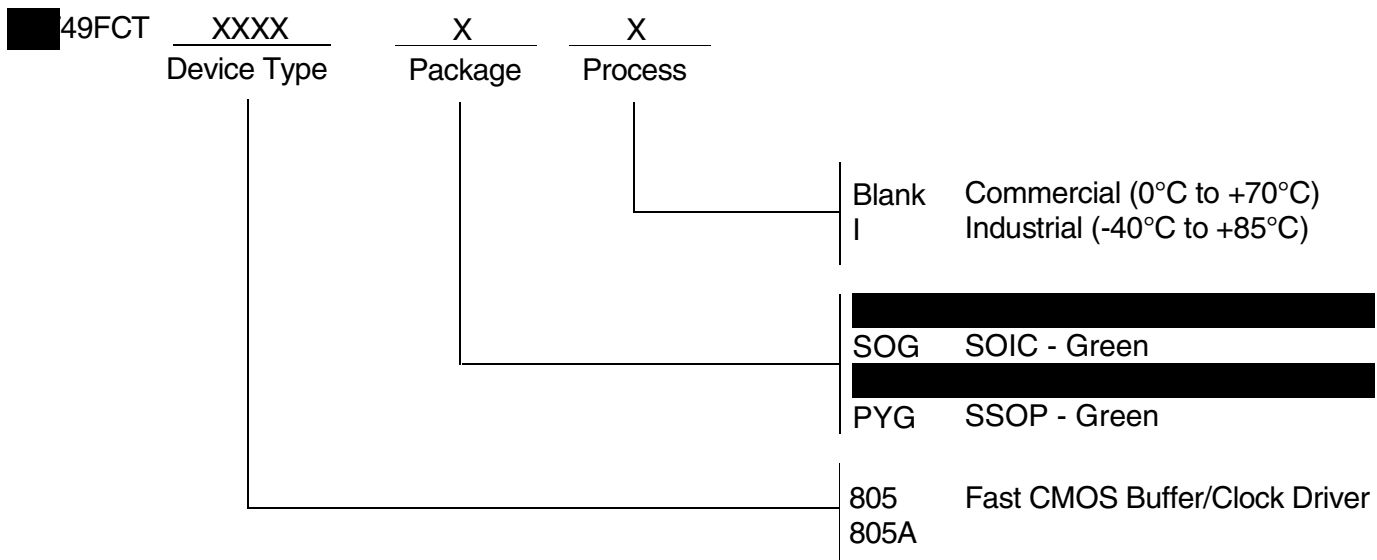 49FCT XXXX X X
Device Type Package Process
Blank Commercial (0°C to +70°C)
I Industrial (-40°C to +85°C)
SOG SOIC - Green
PYG SSOP - Green
805 Fast CMOS Buffer/Clock Driver
805A